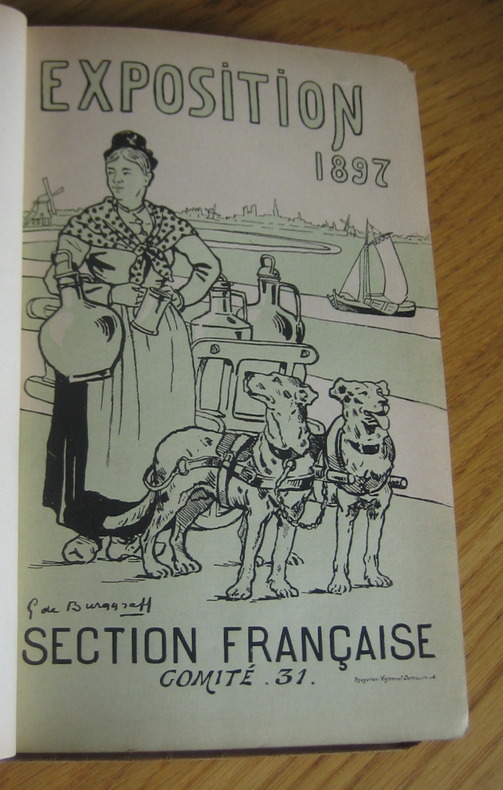 EXPOSITION
1897
G de Burggraff
SECTION FRANÇAISE
COMITÉ . 31 .